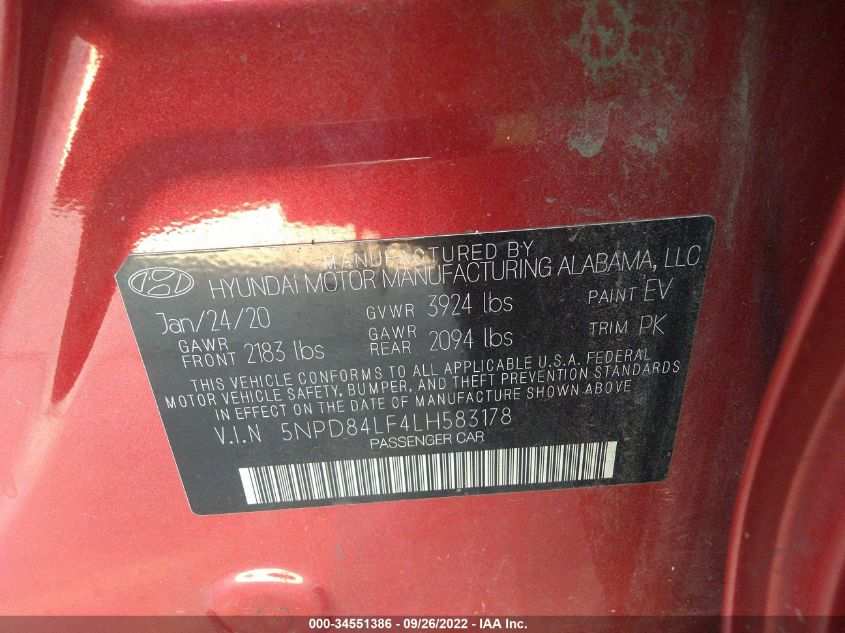 MANUFACTURED BY
HYUNDAI MOTOR MANUFACTURING ALABAMA, LLC
Jan/24/20 GVWR 3924 lbs PAINT EV
GAWR FRONT 2183 lbs GAWR REAR 2094 lbs TRIM PK
THIS VEHICLE CONFORMS TO ALL APPLICABLE U.S.A. FEDERAL
MOTOR VEHICLE SAFETY, BUMPER, AND THEFT PREVENTION STANDARDS
IN EFFECT ON THE DATE OF MANUFACTURE SHOWN ABOVE
V.I.N 5NPD84LF4LH583178
PASSENGER CAR
000-34551386 - 09/26/2022 - IAA Inc.